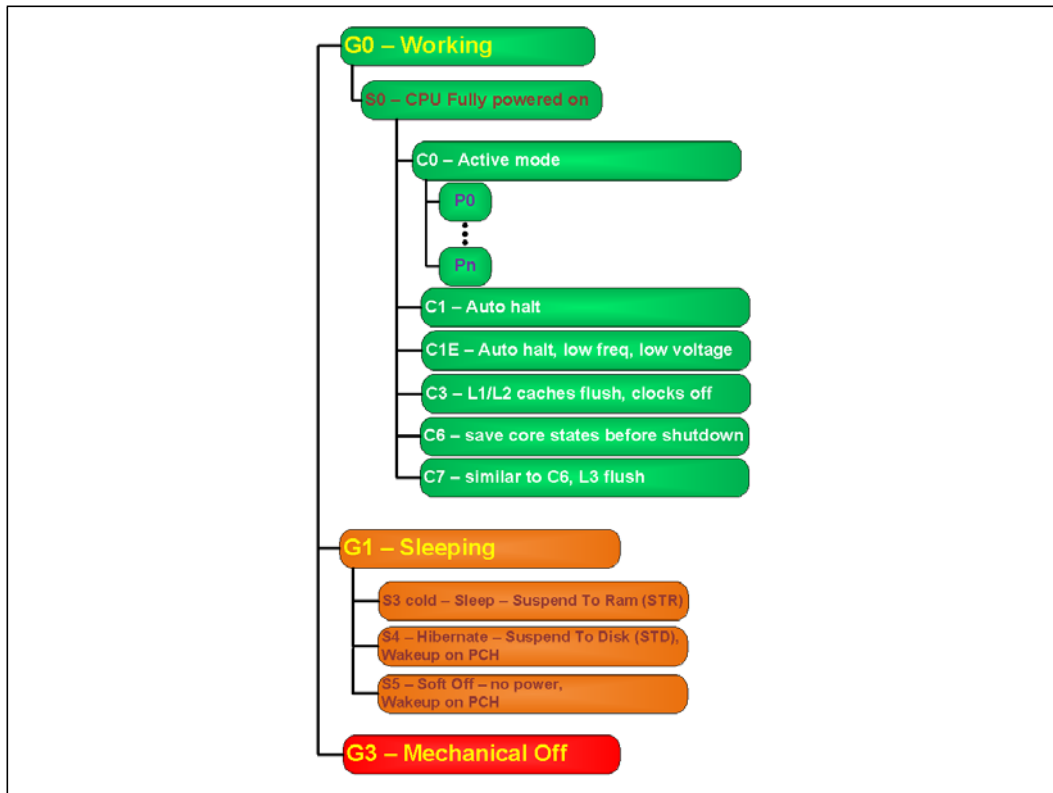 G0 – Working
S0 – CPU Fully powered on
C0 – Active mode
P0
Pn
C1 – Auto halt
C1E – Auto halt, low freq, low voltage
C3 – L1/L2 caches flush, clocks off
C6 – save core states before shutdown
C7 – similar to C6, L3 flush
G1 – Sleeping
S3 cold – Sleep – Suspend To Ram (STR)
S4 – Hibernate – Suspend To Disk (STD),
Wakeup on PCH
S5 – Soft Off – no power,
Wakeup on PCH
G3 – Mechanical Off